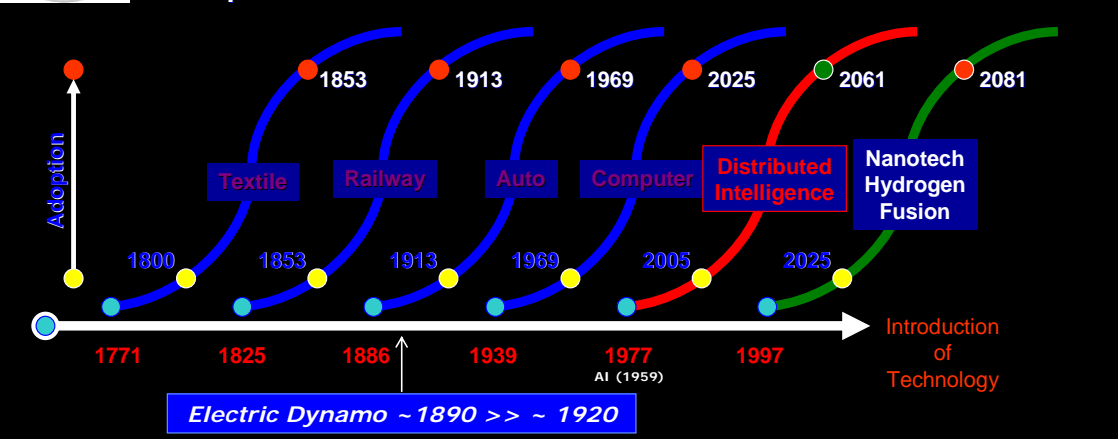 1853
1913
1969
2025
2061
2081
Adoption
Textile
Railway
Auto
Computer
Distributed
Intelligence
Nanotech
Hydrogen
Fusion
1800
1853
1913
1969
2005
2025
1771
1825
1886
1939
1977
AI (1959)
1997
Introduction
of
Technology
Electric Dynamo ~1890 >> ~ 1920